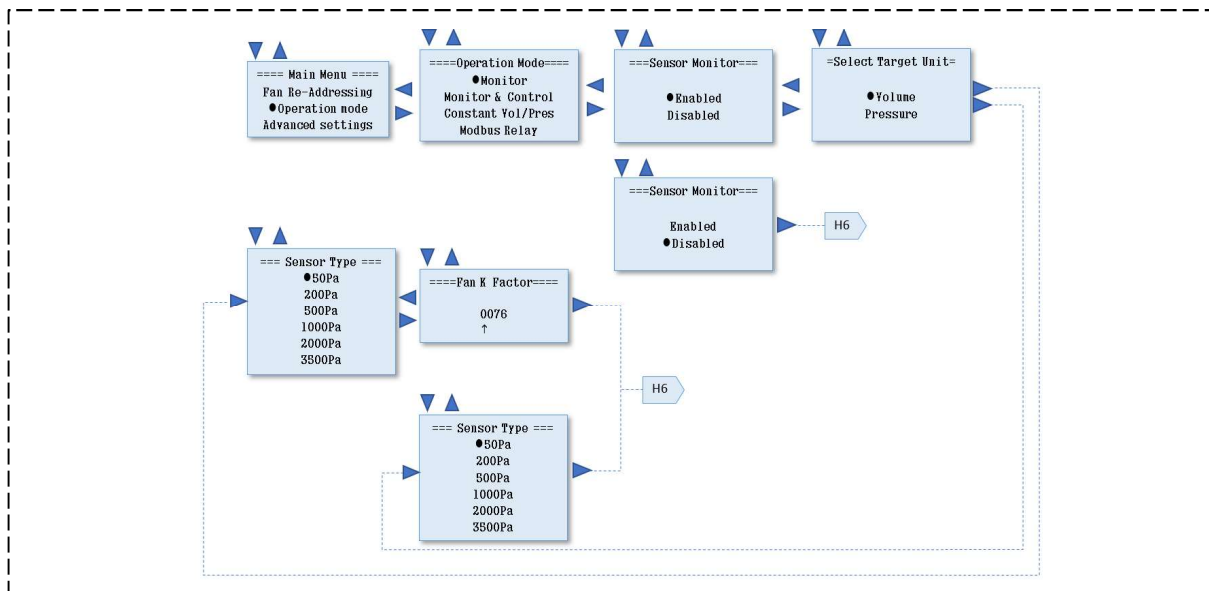 ==== Main Menu ====
Fan Re-Addressing
●Operation mode
Advanced settings
====Operation Mode====
●Monitor
Monitor & Control
Constant Vol/Pres
Modbus Relay
===Sensor Monitor===
●Enabled
Disabled
=Select Target Unit=
●Volume
Pressure
===Sensor Monitor===
Enabled
●Disabled
H6
=== Sensor Type ===
●50Pa
200Pa
500Pa
1000Pa
2000Pa
3500Pa
====Fan K Factor====
0076
↑
H6
=== Sensor Type ===
●50Pa
200Pa
500Pa
1000Pa
2000Pa
3500Pa